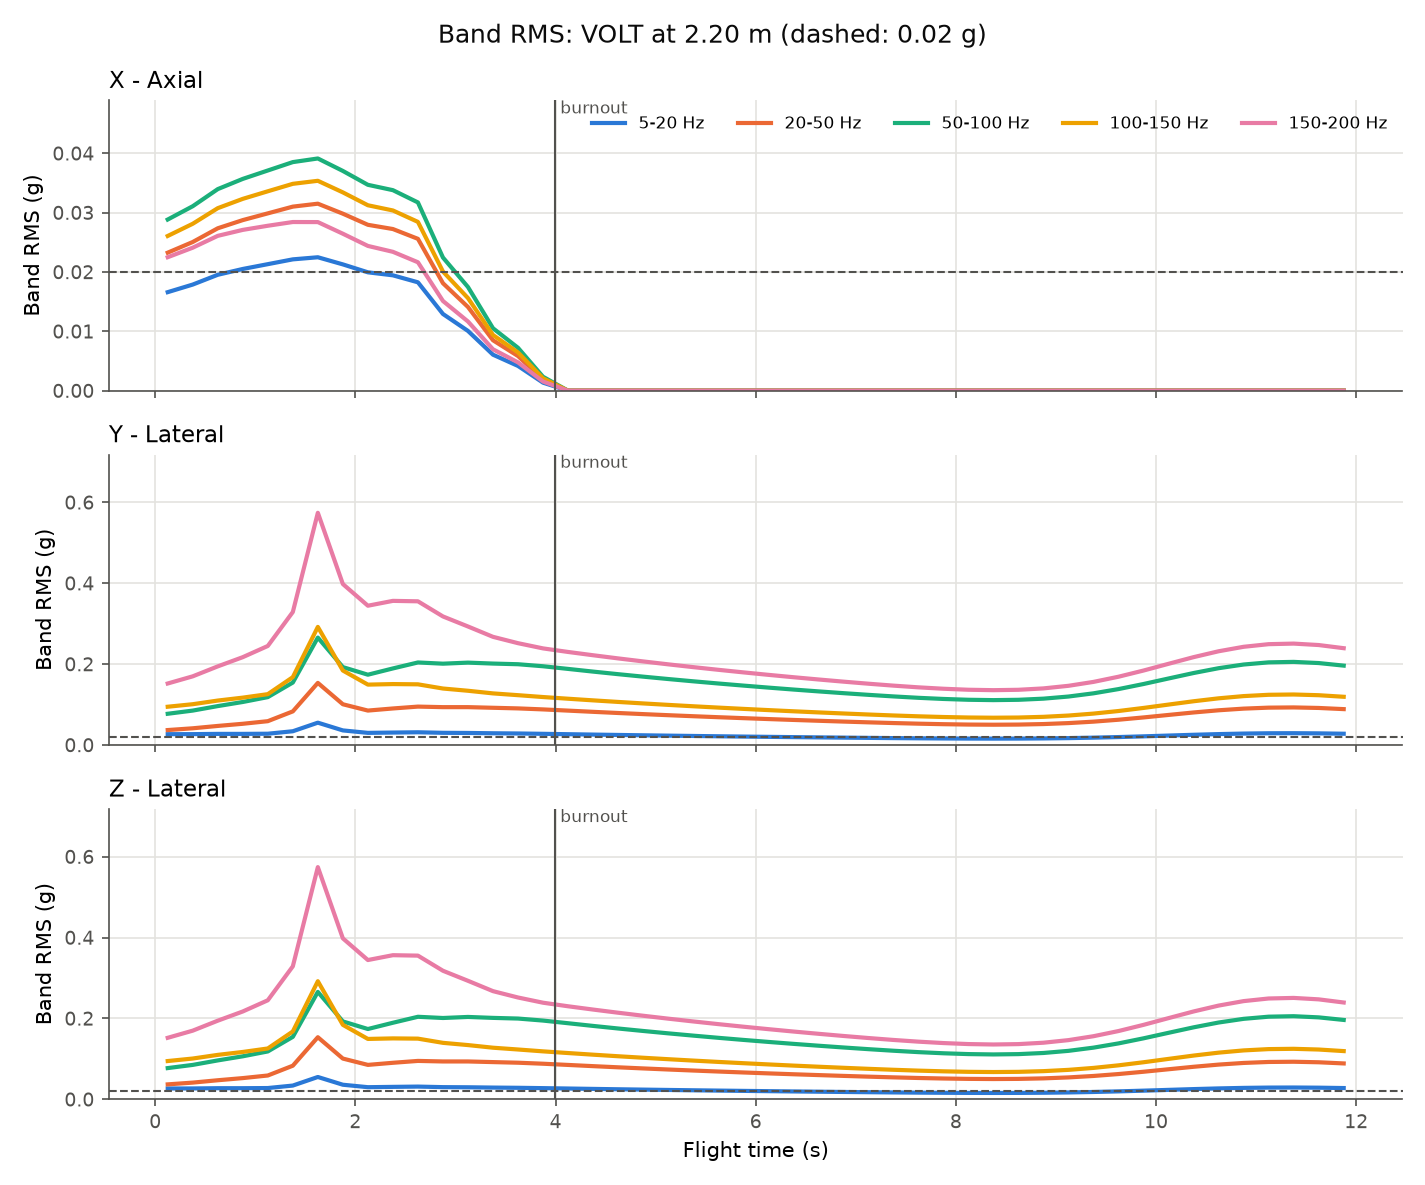 Band RMS: VOLT at 2.20 m (dashed: 0.02 g)
X - Axial
burnout
5-20 Hz 20-50 Hz 50-100 Hz 100-150 Hz 150-200 Hz
Band RMS (g)
0.04
0.03
0.02
0.01
0.00
Y - Lateral
burnout
Band RMS (g)
0.6
0.4
0.2
0.0
Z - Lateral
burnout
Band RMS (g)
0.6
0.4
0.2
0.0
0 2 4 6 8 10 12
Flight time (s)